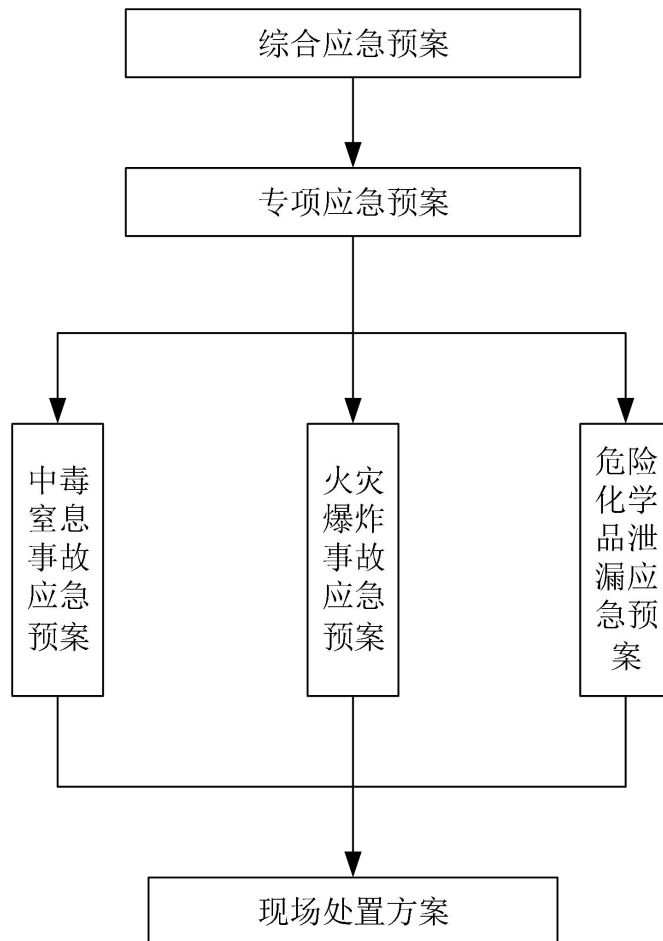 综合应急预案
专项应急预案
中毒
窒息
事故
应急
预案
火灾
爆炸
事故
应急
预案
危险
化学
品泄
漏应
急预
案
现场处置方案